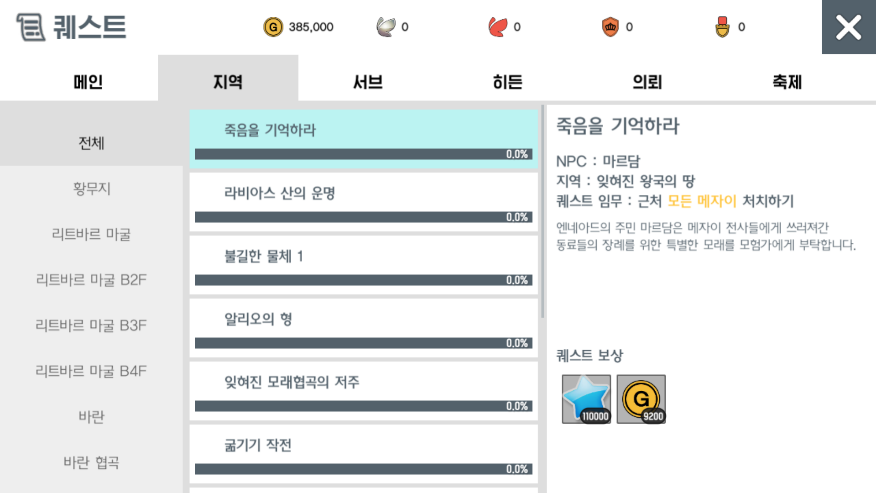 퀘스트
G 385,000
0
0
0
0
메인
지역
서브
히든
의뢰
축제
전체
황무지
리트바르 마굴
리트바르 마굴 B2F
리트바르 마굴 B3F
리트바르 마굴 B4F
바란
바란 협곡
죽음을 기억하라
0.0%
라비아스 산의 운명
0.0%
불길한 물체 1
0.0%
알리오의 형
0.0%
잊혀진 모래협곡의 저주
0.0%
굶기기 작전
0.0%
죽음을 기억하라
NPC : 마르담
지역 : 잊혀진 왕국의 땅
퀘스트 임무 : 근처 모든 메자이 처치하기
엔네아드의 주민 마르담은 메자이 전사들에게 쓰러져간
동료들의 장례를 위한 특별한 모래를 모험가에게 부탁합니다.
퀘스트 보상
110000
G
9200